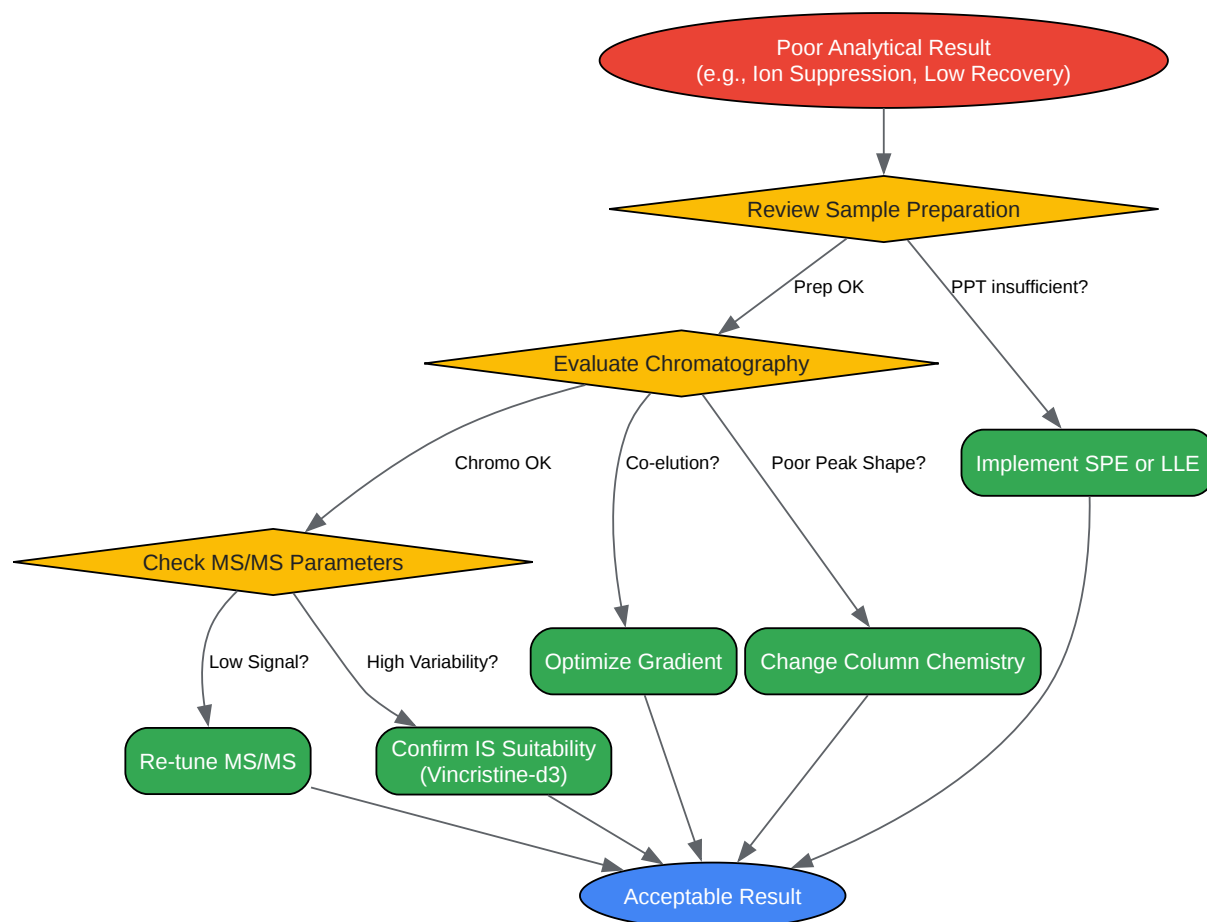 Poor Analytical Result
(e.g., Ion Suppression, Low Recovery)
Review Sample Preparation
Prep OK
PPT insufficient?
Evaluate Chromatography
Implement SPE or LLE
Chromo OK
Co-elution?
Poor Peak Shape?
Check MS/MS Parameters
Low Signal?
High Variability?
Optimize Gradient
Change Column Chemistry
Re-tune MS/MS
Confirm IS Suitability
(Vincristine-d3)
Acceptable Result